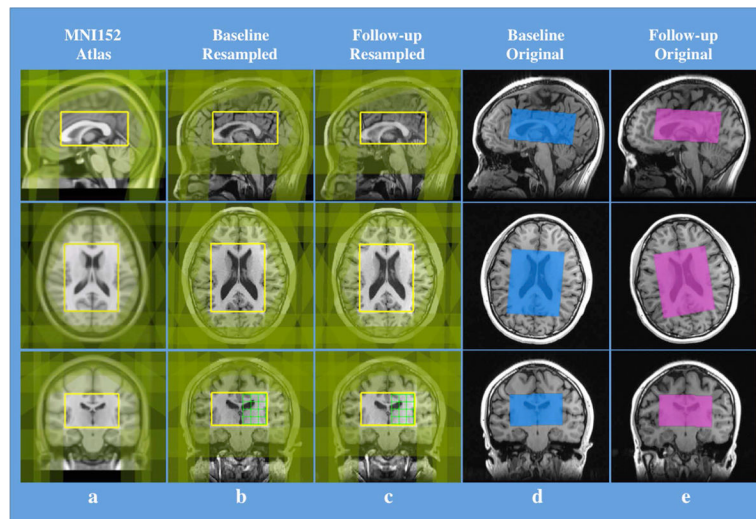 MNI152
Atlas
Baseline
Resampled
Follow-up
Resampled
Baseline
Original
Follow-up
Original
a
b
c
d
e